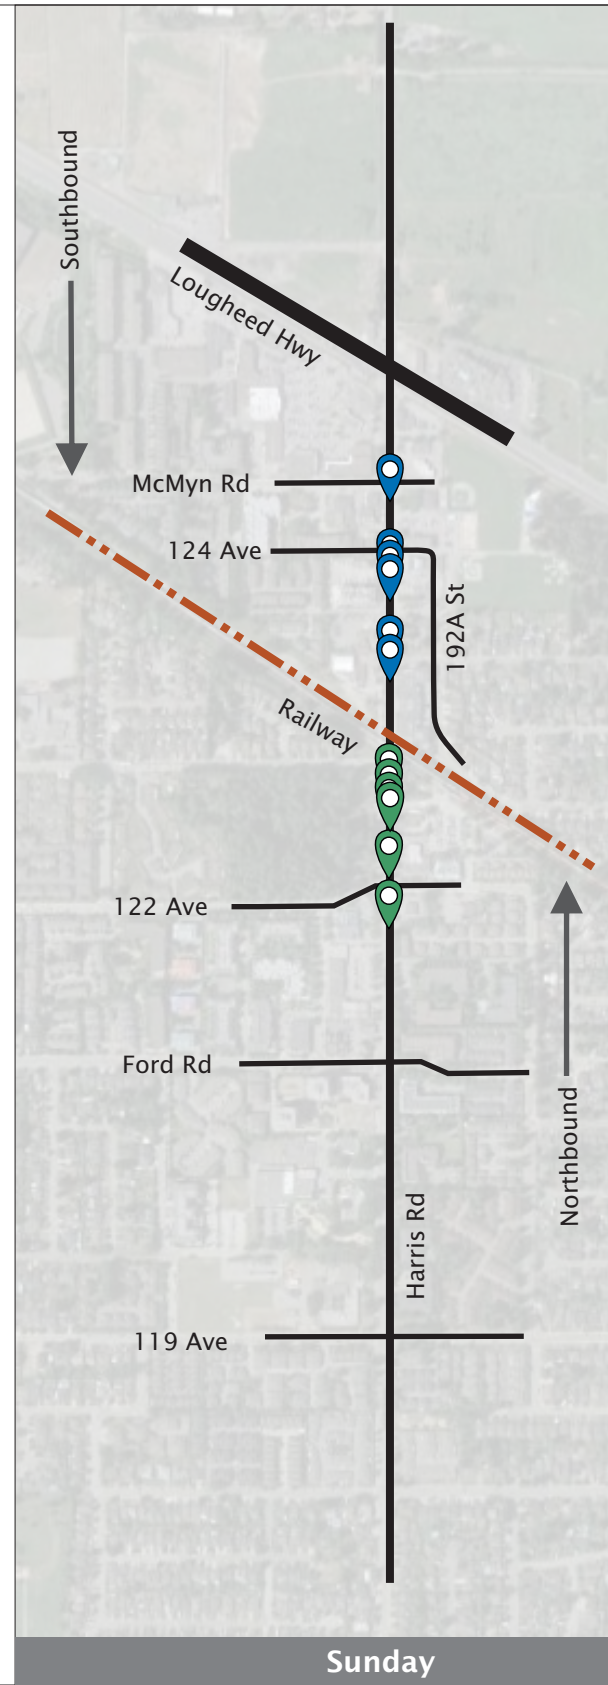 Southbound
Lougheed Hwy
McMyn Rd
124 Ave
192A St
Railway
122 Ave
Ford Rd
Northbound
Harris Rd
119 Ave
Sunday